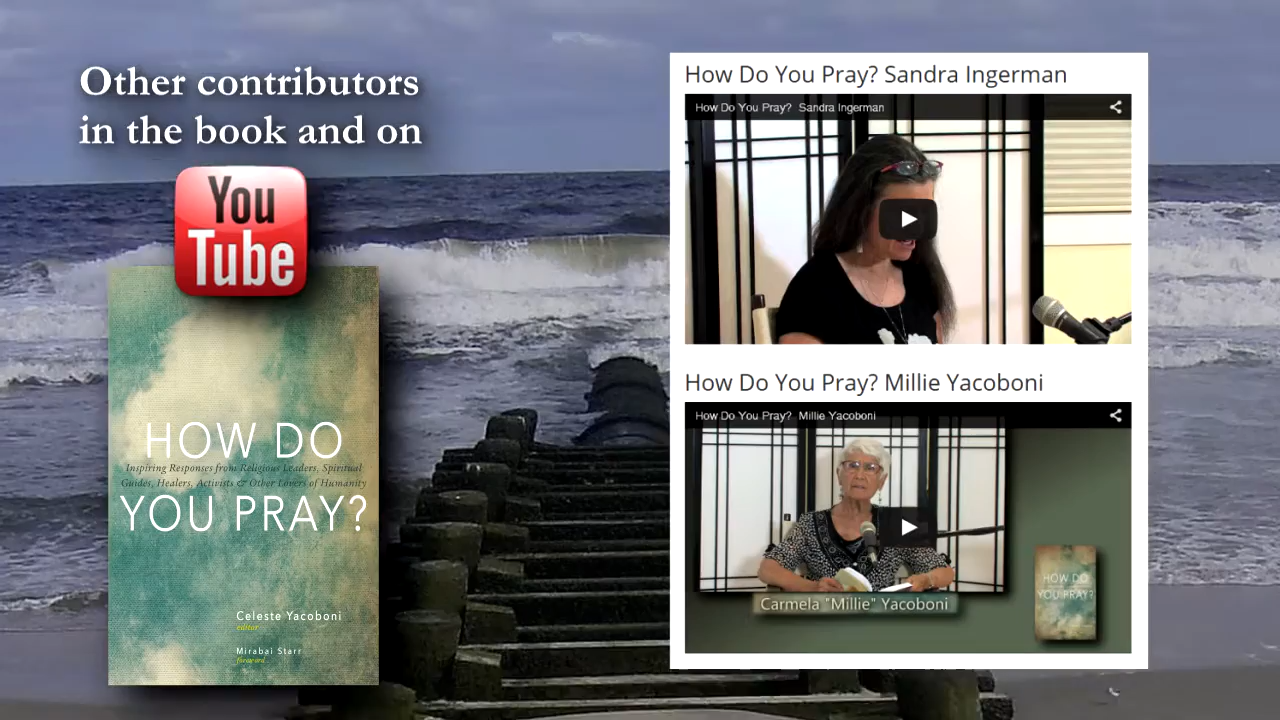 Other contributors
in the book and on
You
Tube
HOW DO
Inspiring Responses from Religious Leaders, Spiritual
Guides, Healers, Activists & Other Lovers of Humanity
YOU PRAY?
Celeste Yacoboni
editor
Mirabai Starr
foreword
How Do You Pray? Sandra Ingerman
How Do You Pray? Sandra Ingerman
How Do You Pray? Millie Yacoboni
How Do You Pray? Millie Yacoboni
Carmela "Millie" Yacoboni
HOW DO
YOU PRAY?